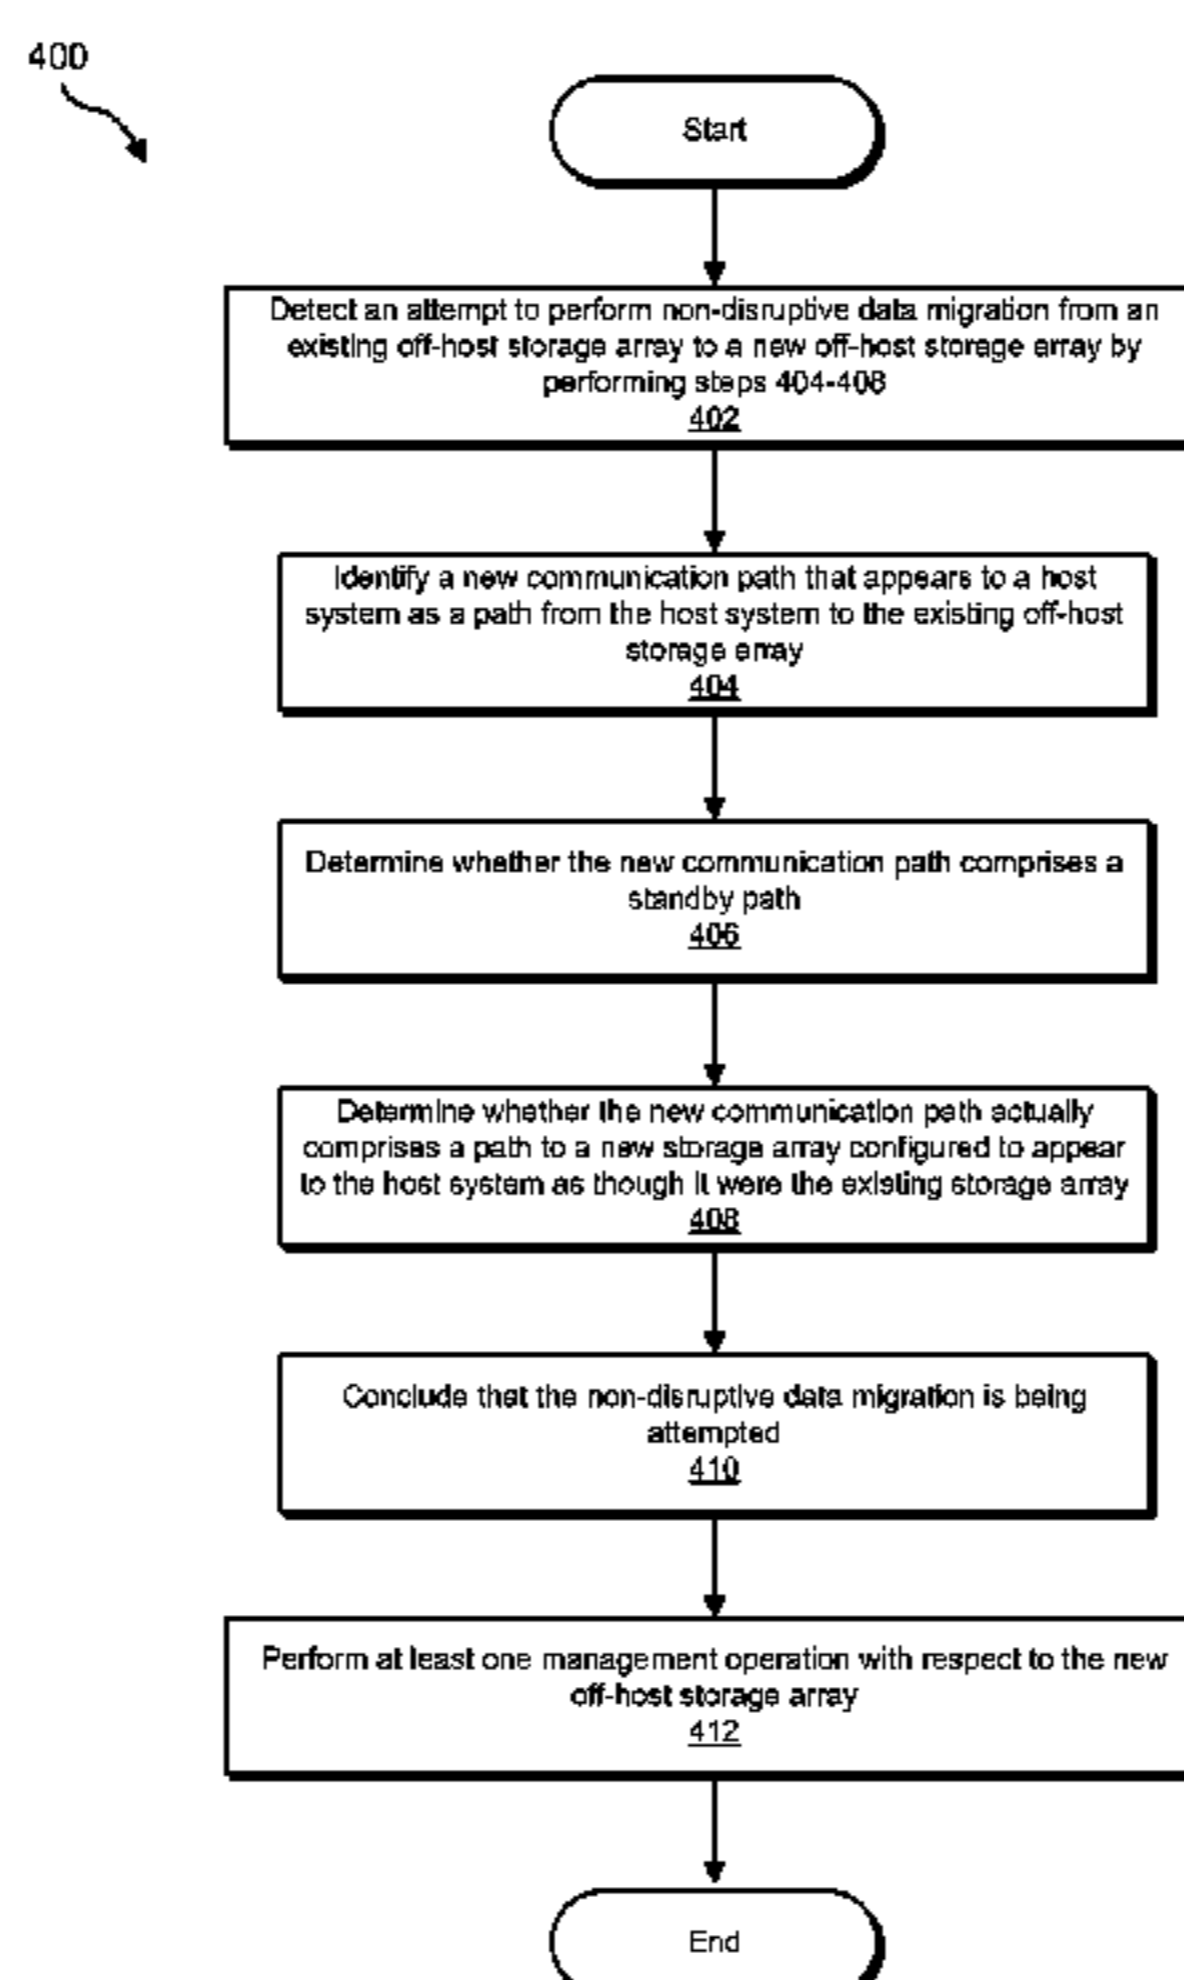 400
Start
Detect an attempt to perform non-disruptive data migration from an
existing off-host storage array to a new off-host storage array by
performing steps 404-408
402
Identify a new communication path that appears to a host
system as a path from the host system to the existing off-host
storage array
404
Determine whether the new communication path comprises a
standby path
406
Determine whether the new communication path actually
comprises a path to a new storage array configured to appear
to the host system as though it were the existing storage array
408
Conclude that the non-disruptive data migration is being
attempted
410
Perform at least one management operation with respect to the new
off-host storage array
412
End